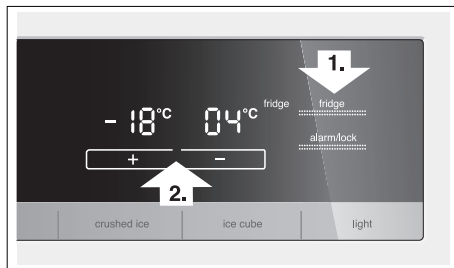 1.
-18°C 04°C fridge fridge
alarm/lock
+ −
2.
crushed ice ice cube light